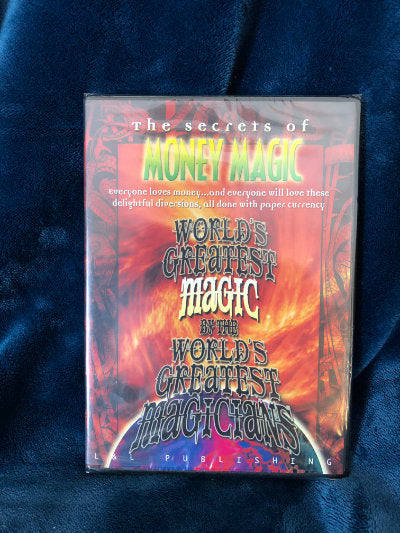 The secrets of
MONEY MAGIC
Everyone loves money...and everyone will love these
delightful diversions, all done with paper currency
WORLD'S
GREATEST
MAGIC
BY THE
WORLD'S
GREATEST
MAGICIANS
L&L PUBLISHING